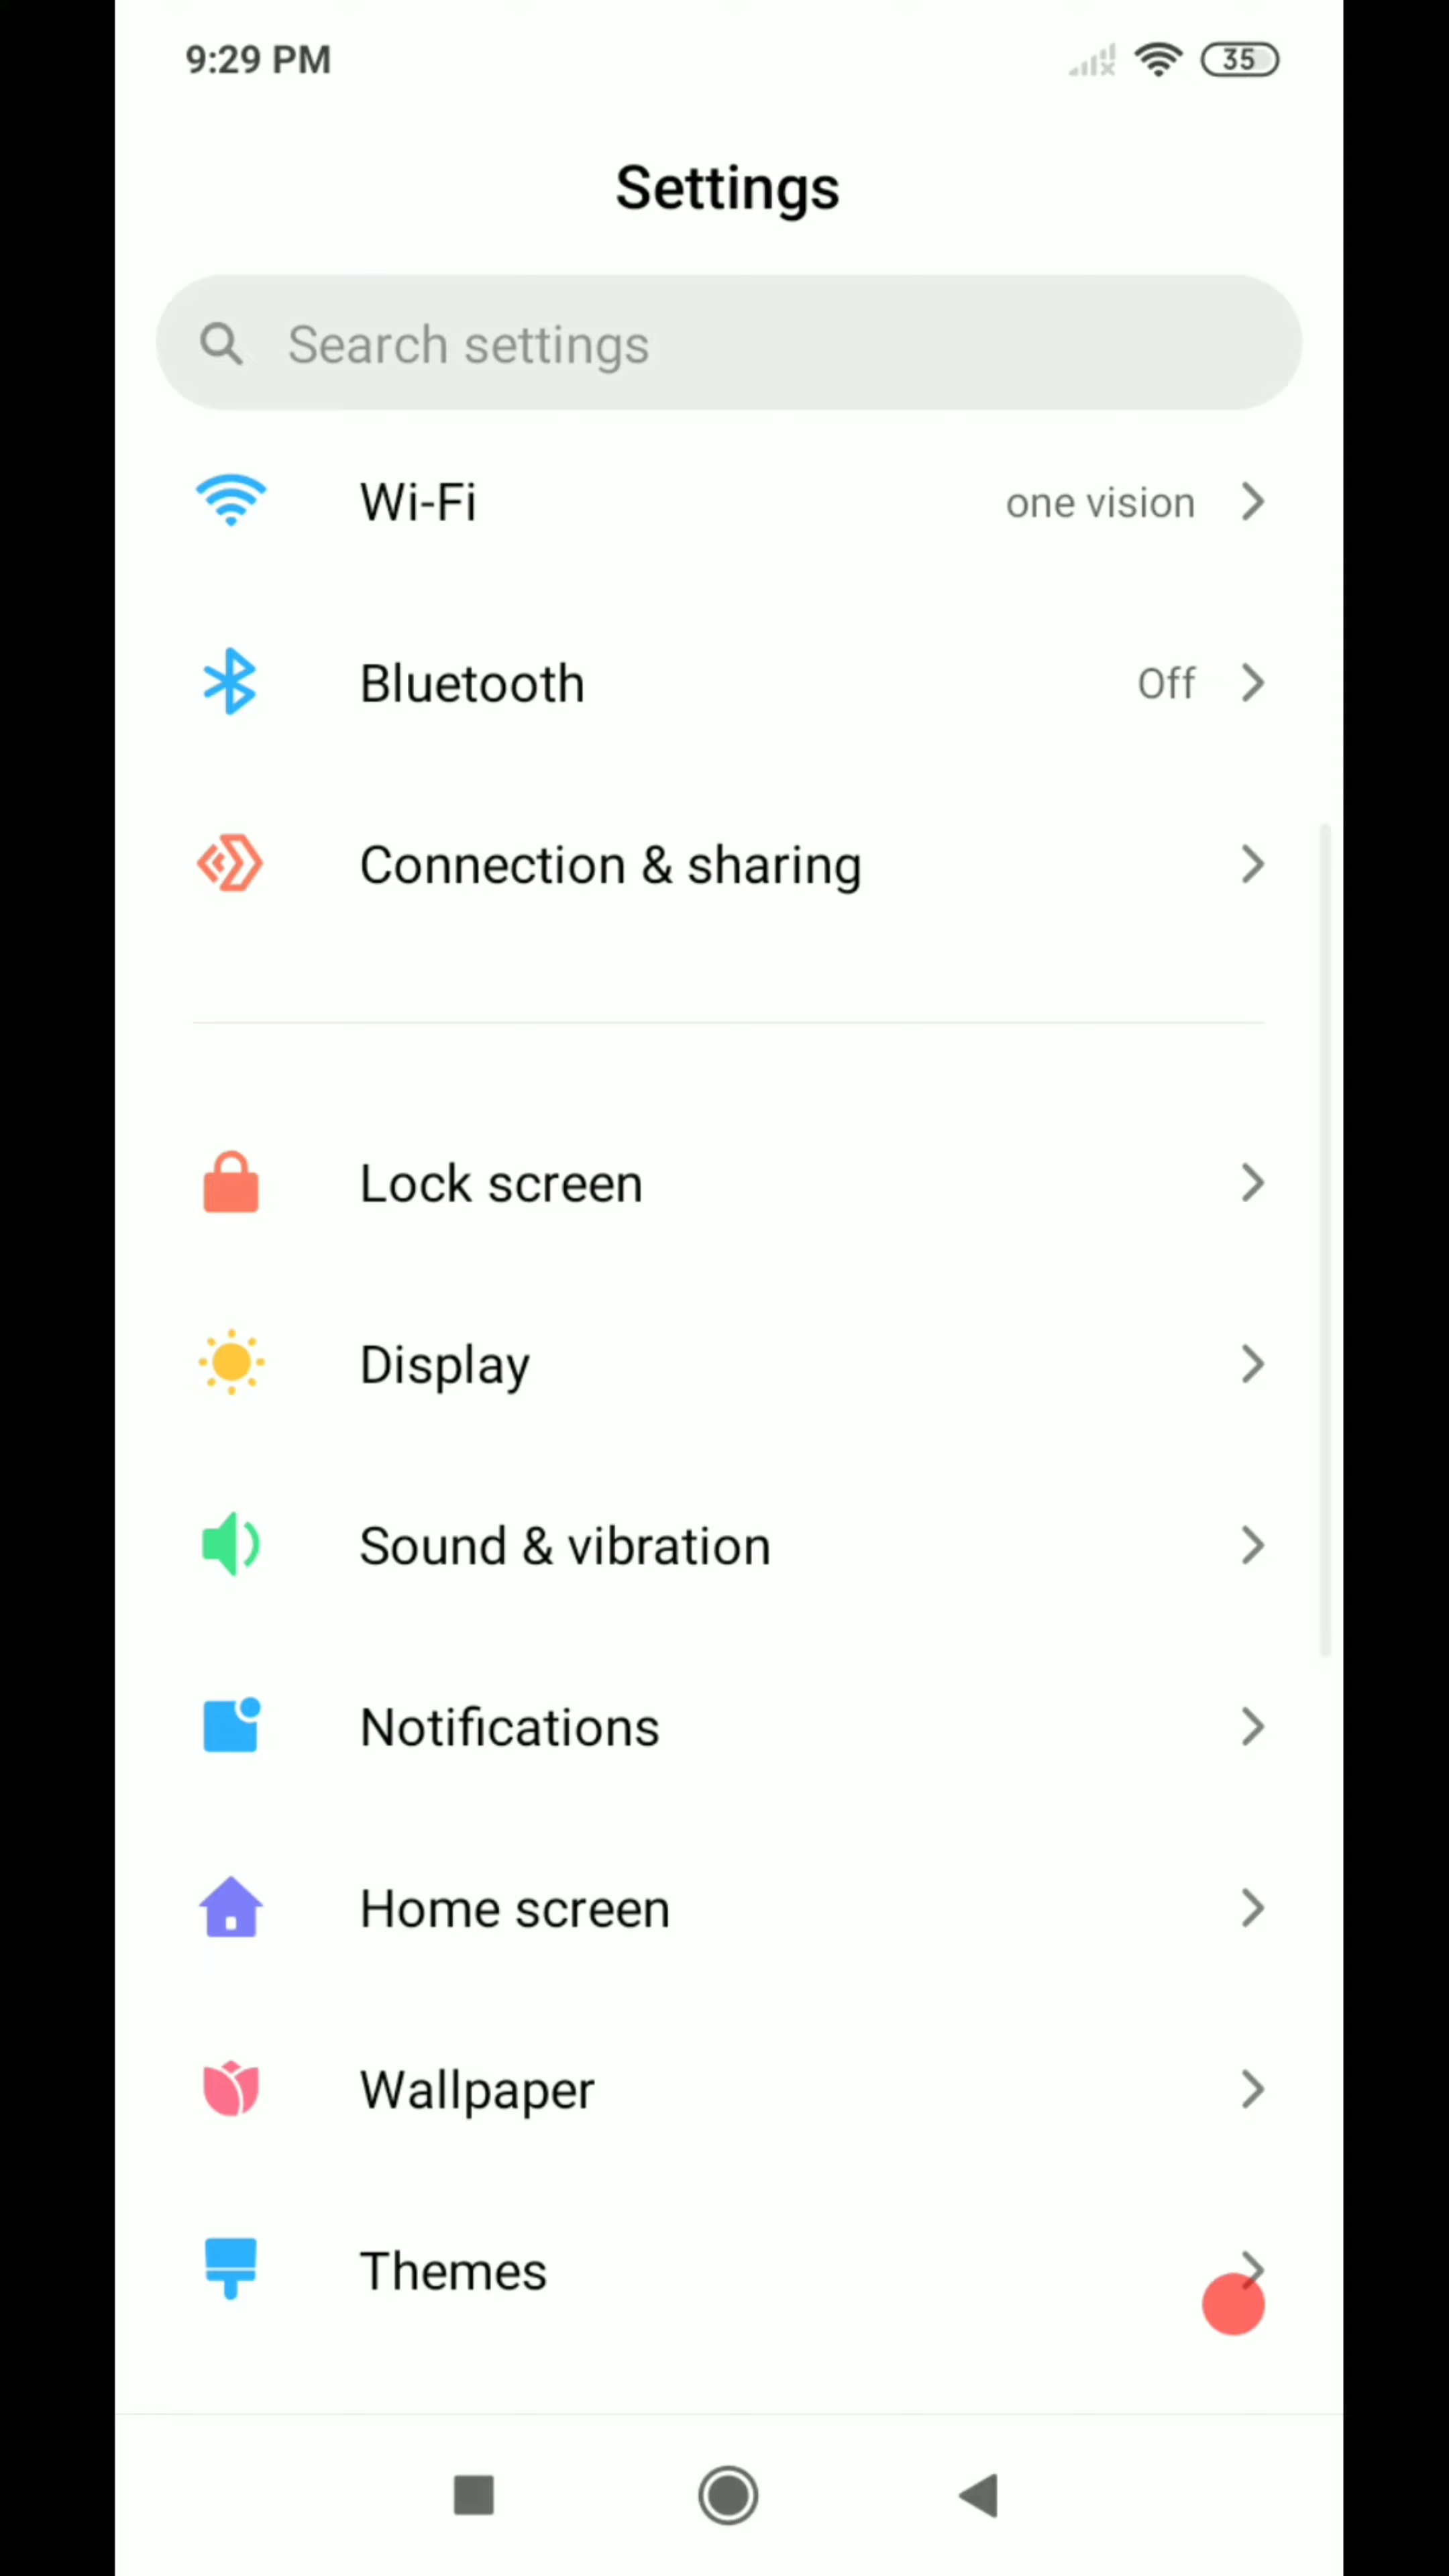 9:29 PM
35
Settings
Search settings
Wi-Fi one vision
Bluetooth Off
Connection & sharing
Lock screen
Display
Sound & vibration
Notifications
Home screen
Wallpaper
Themes